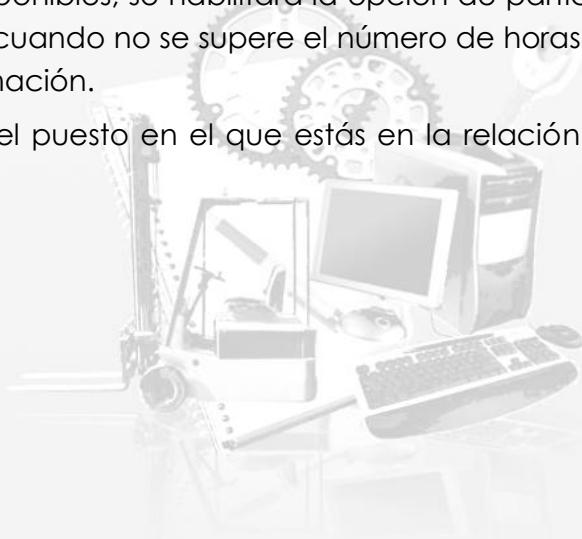 se habilitará la opción de
cuando no se supere el número de horas
mación.
el puesto en el que estás en la relación